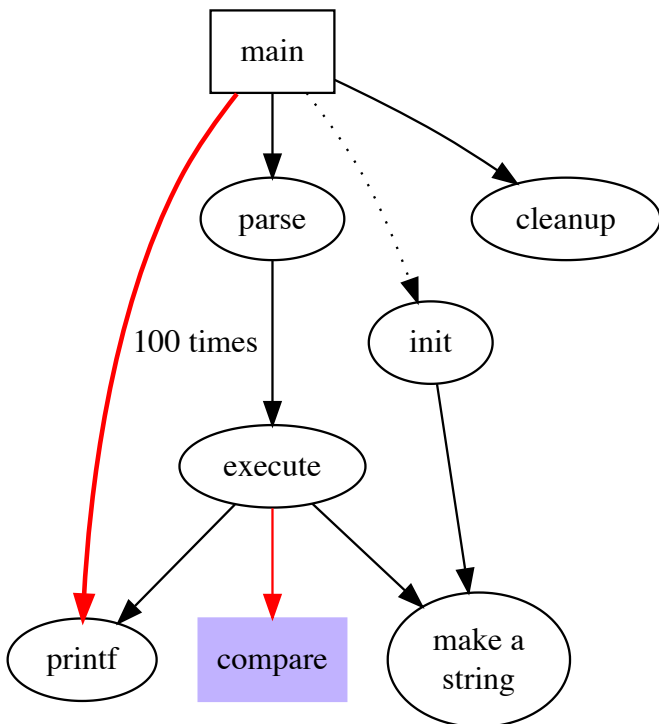 main
parse
cleanup
100 times
init
execute
printf
compare
make a
string